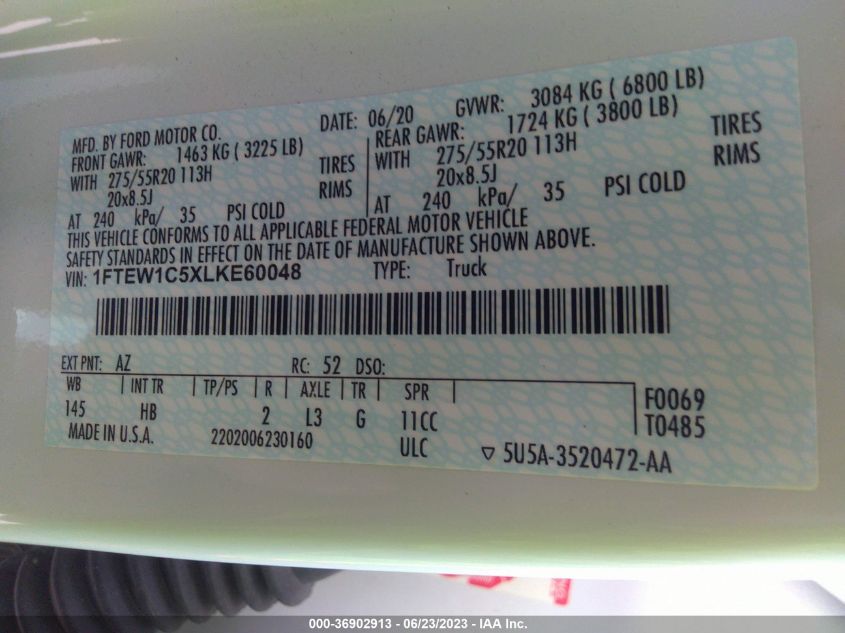 MFD. BY FORD MOTOR CO. DATE: 06/20 GVWR: 3084 KG ( 6800 LB)
FRONT GAWR: 1463 KG ( 3225 LB) REAR GAWR: 1724 KG ( 3800 LB)
WITH 275/55R20 113H TIRES WITH 275/55R20 113H TIRES
20x8.5J RIMS 20x8.5J RIMS
AT 240 kPa/ 35 PSI COLD AT 240 kPa/ 35 PSI COLD
THIS VEHICLE CONFORMS TO ALL APPLICABLE FEDERAL MOTOR VEHICLE
SAFETY STANDARDS IN EFFECT ON THE DATE OF MANUFACTURE SHOWN ABOVE.
VIN: 1FTEW1C5XLKE60048 TYPE: Truck
EXT PNT: AZ RC: 52 DSO:
WB INT TR TP/PS R AXLE TR SPR
145 HB 2 L3 G 11CC F0069
MADE IN U.S.A. 2202006230160 ULC T0485
5U5A-3520472-AA
000-36902913 - 06/23/2023 - IAA Inc.